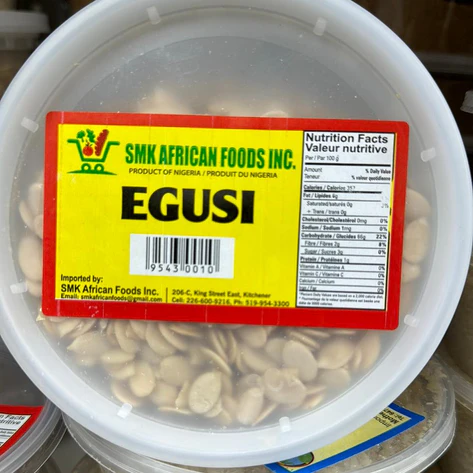 SMK AFRICAN FOODS INC.
PRODUCT OF NIGERIA / PRODUIT DU NIGERIA
EGUSI
9543 0010
Imported by:
SMK African Foods Inc.
Email: smkafricanfoods@gmail.com
206-C, King Street East, Kitchener
Cell: 226-600-9216, Ph: 519-954-3300
Nutrition Facts
Valeur nutritive
Per / Par 100 g
Amount % Daily Value
Teneur % valeur quotidienne
Calories / Calories
Fat / Lipides 4g
Saturated/saturés 0g
+ Trans / trans 0g
Cholesterol/Cholestérol 0mg 0%
Sodium / Sodium 1mg 0%
Carbohydrate / Glucides 65g 22%
Fibre / Fibres 2g 8%
Sugar / Sucres 3g 0%
Protein / Protéines 1g
Vitamin A / Vitamine A 0%
Vitamin C / Vitamine C 0%
Calcium / Calcium 0%
Iron / Fer 0%